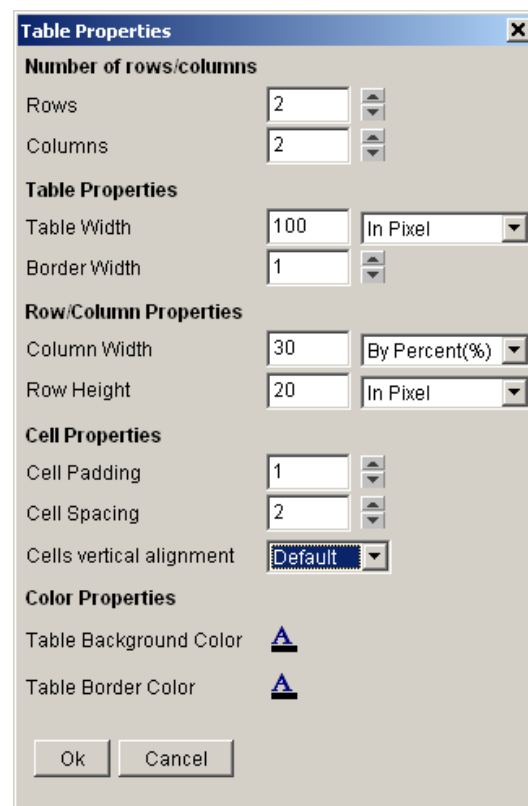 Table Properties
Number of rows/columns
Rows 2
Columns 2
Table Properties
Table Width 100 In Pixel
Border Width 1
Row/Column Properties
Column Width 30 By Percent(%)
Row Height 20 In Pixel
Cell Properties
Cell Padding 1
Cell Spacing 2
Cells vertical alignment Default
Color Properties
Table Background Color A
Table Border Color A
Ok Cancel